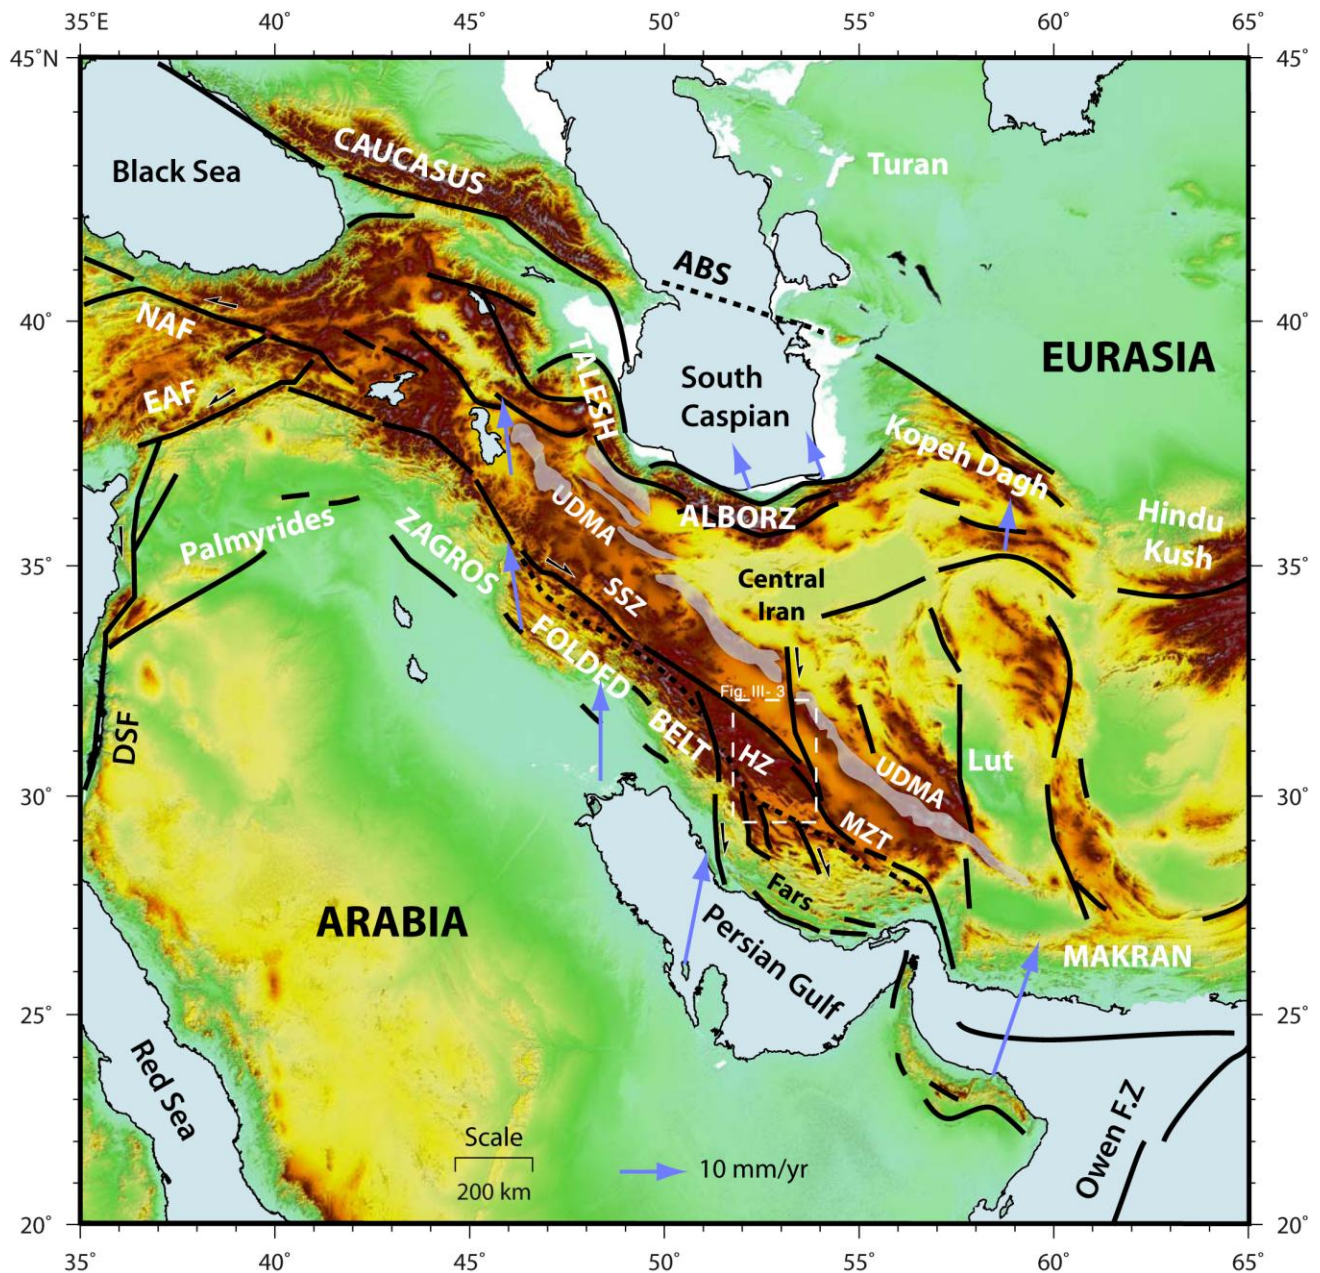 35°E 40° 45° 50° 55° 60° 65°
45°N
45°
CAUCASUS
Black Sea
Turan
ABS
40°
40°
NAF
EURASIA
TALESH
South
Caspian
EAF
Kopeh Dagh
UDMA
ALBORZ
Hindu
Kush
Palmyrides
ZAGROS
35°
35°
Central
Iran
SSZ
FOLDED
Fig. III- 3
BELT
DSF
HZ
Lut
UDMA
30°
30°
MZT
Fars
ARABIA
Persian Gulf
MAKRAN
25°
25°
Red Sea
Owen F.Z
Scale
200 km
10 mm/yr
20°
20°
35° 40° 45° 50° 55° 60° 65°